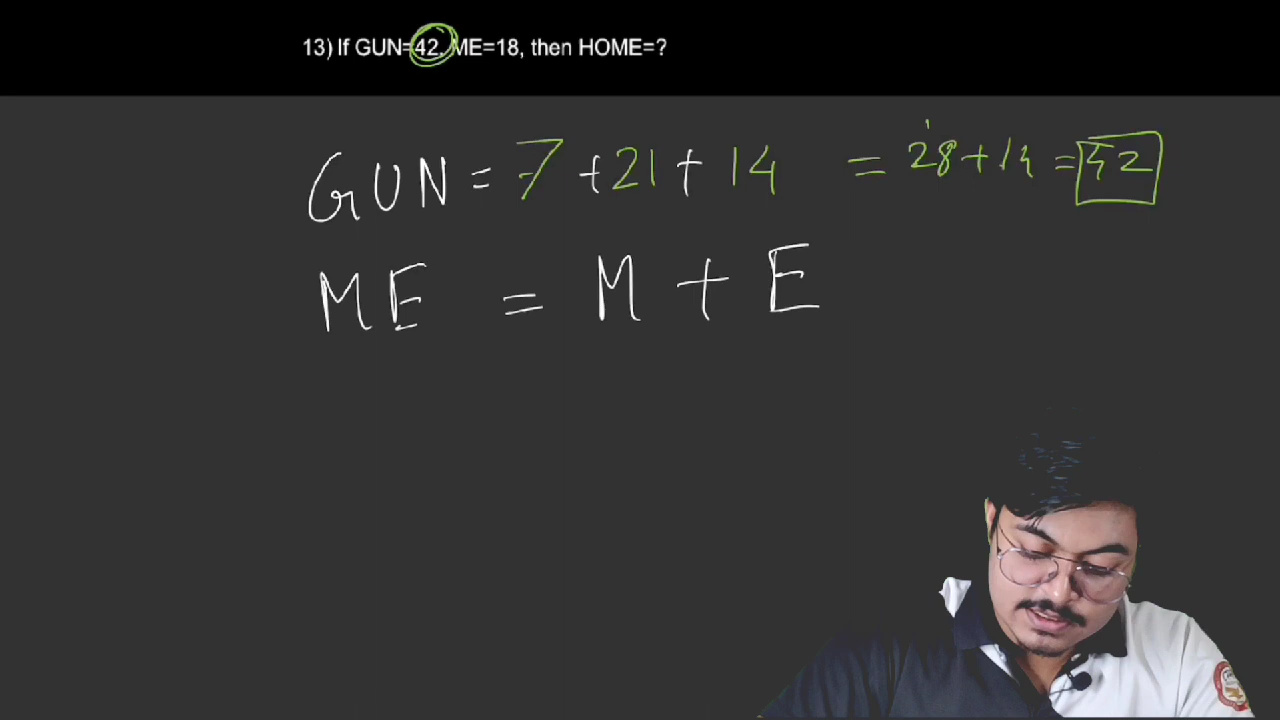 13) If GUN=42, ME=18, then HOME=?
GUN = 7 + 21 + 14 = 28 + 14 = 42
ME = M + E